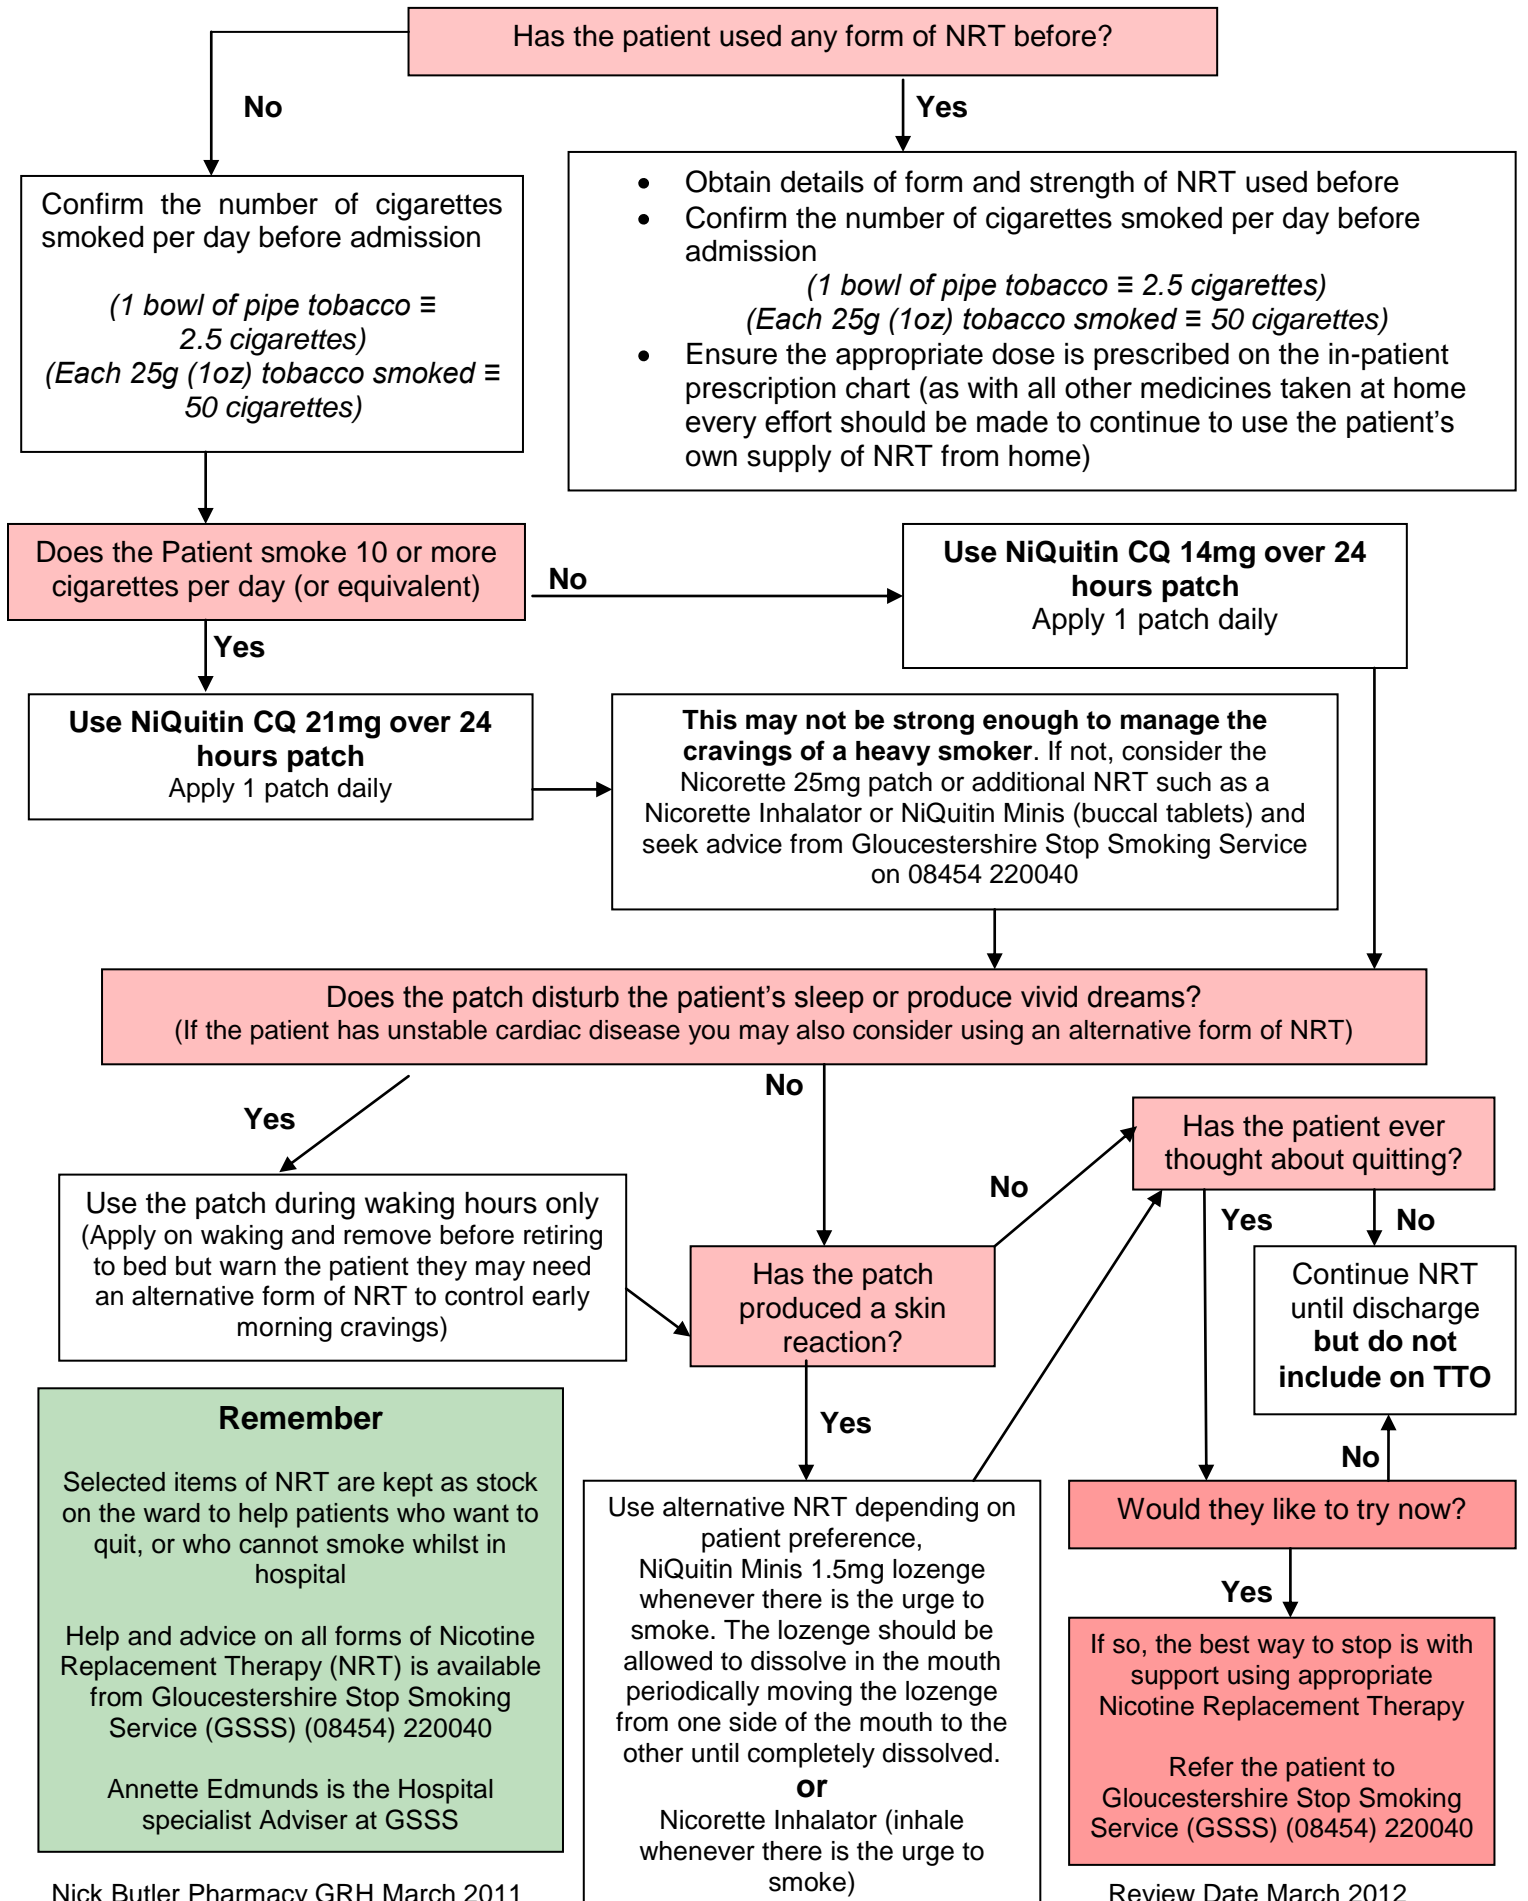 Has the patient used any form of NRT before?
No
Yes
Confirm the number of cigarettes
smoked per day before admission
(1 bowl of pipe tobacco ≡
2.5 cigarettes)
(Each 25g (1oz) tobacco smoked ≡
50 cigarettes)
• Obtain details of form and strength of NRT used before
• Confirm the number of cigarettes smoked per day before
admission
(1 bowl of pipe tobacco ≡ 2.5 cigarettes)
(Each 25g (1oz) tobacco smoked ≡ 50 cigarettes)
• Ensure the appropriate dose is prescribed on the in-patient
prescription chart (as with all other medicines taken at home
every effort should be made to continue to use the patient's
own supply of NRT from home)
Does the Patient smoke 10 or more
cigarettes per day (or equivalent)
No
Use NiQuitin CQ 14mg over 24
hours patch
Apply 1 patch daily
Yes
Use NiQuitin CQ 21mg over 24
hours patch
Apply 1 patch daily
This may not be strong enough to manage the
cravings of a heavy smoker. If not, consider the
Nicorette 25mg patch or additional NRT such as a
Nicorette Inhalator or NiQuitin Minis (buccal tablets) and
seek advice from Gloucestershire Stop Smoking Service
on 08454 220040
Does the patch disturb the patient's sleep or produce vivid dreams?
(If the patient has unstable cardiac disease you may also consider using an alternative form of NRT)
Yes
No
Use the patch during waking hours only
(Apply on waking and remove before retiring
to bed but warn the patient they may need
an alternative form of NRT to control early
morning cravings)
Has the patch
produced a skin
reaction?
No
Has the patient ever
thought about quitting?
Yes
No
Continue NRT
until discharge
but do not
include on TTO
Yes
No
Remember
Selected items of NRT are kept as stock
on the ward to help patients who want to
quit, or who cannot smoke whilst in
hospital
Help and advice on all forms of Nicotine
Replacement Therapy (NRT) is available
from Gloucestershire Stop Smoking
Service (GSSS) (08454) 220040
Annette Edmunds is the Hospital
specialist Adviser at GSSS
Use alternative NRT depending on
patient preference,
NiQuitin Minis 1.5mg lozenge
whenever there is the urge to
smoke. The lozenge should be
allowed to dissolve in the mouth
periodically moving the lozenge
from one side of the mouth to the
other until completely dissolved.
or
Nicorette Inhalator (inhale
whenever there is the urge to
smoke)
Would they like to try now?
Yes
If so, the best way to stop is with
support using appropriate
Nicotine Replacement Therapy
Refer the patient to
Gloucestershire Stop Smoking
Service (GSSS) (08454) 220040
Nick Butler Pharmacy GRH March 2011
Review Date March 2012